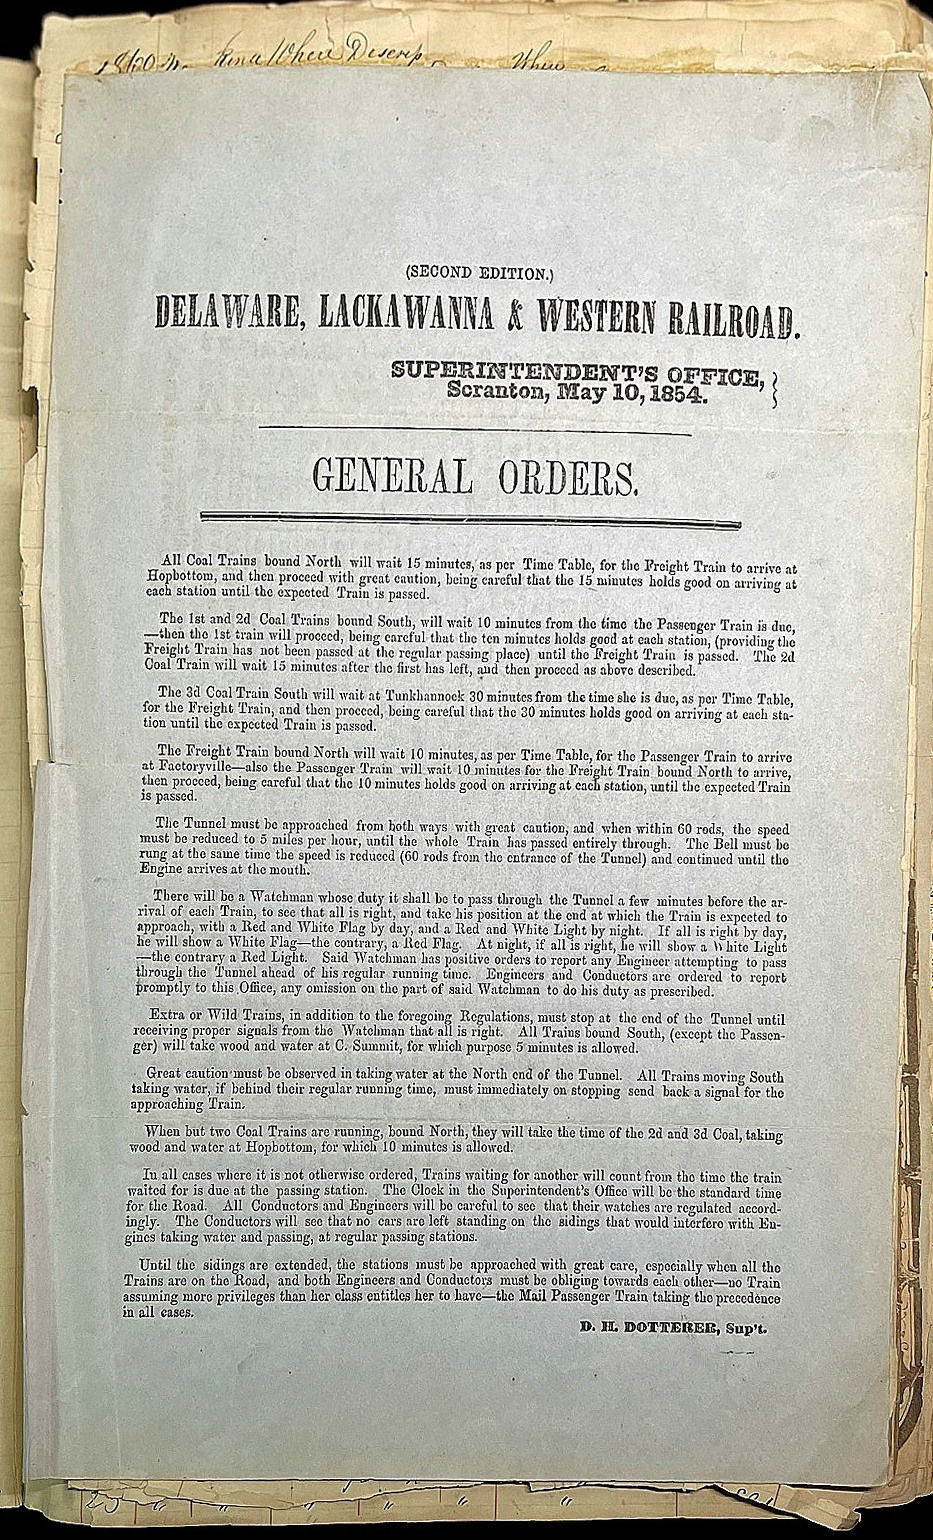 1860
Where Descrip
When
(SECOND EDITION.)
DELAWARE, LACKAWANNA & WESTERN RAILROAD.
SUPERINTENDENT'S OFFICE,
Scranton, May 10, 1854.
GENERAL ORDERS.
All Coal Trains bound North will wait 15 minutes, as per Time Table, for the Freight Train to arrive at
Hopbottom, and then proceed with great caution, being careful that the 15 minutes holds good on arriving at
each station until the expected Train is passed.
The 1st and 2d Coal Trains bound South, will wait 10 minutes from the time the Passenger Train is due,
—then the 1st train will proceed, being careful that the ten minutes holds good at each station, (providing the
Freight Train has not been passed at the regular passing place) until the Freight Train is passed. The 2d
Coal Train will wait 15 minutes after the first has left, and then proceed as above described.
The 3d Coal Train South will wait at Tunkhannock 30 minutes from the time she is due, as per Time Table,
for the Freight Train, and then proceed, being careful that the 30 minutes holds good on arriving at each sta-
tion until the expected Train is passed.
The Freight Train bound North will wait 10 minutes, as per Time Table, for the Passenger Train to arrive
at Factoryville—also the Passenger Train will wait 10 minutes for the Freight Train bound North to arrive,
then proceed, being careful that the 10 minutes holds good on arriving at each station, until the expected Train
is passed.
The Tunnel must be approached from both ways with great caution, and when within 60 rods, the speed
must be reduced to 5 miles per hour, until the whole Train has passed entirely through. The Bell must be
rung at the same time the speed is reduced (60 rods from the entrance of the Tunnel) and continued until the
Engine arrives at the mouth.
There will be a Watchman whose duty it shall be to pass through the Tunnel a few minutes before the ar-
rival of each Train, to see that all is right, and take his position at the end at which the Train is expected to
approach, with a Red and White Flag by day, and a Red and White Light by night. If all is right by day,
he will show a White Flag—the contrary, a Red Flag. At night, if all is right, he will show a White Light
—the contrary a Red Light. Said Watchman has positive orders to report any Engineer attempting to pass
through the Tunnel ahead of his regular running time. Engineers and Conductors are ordered to report
promptly to this Office, any omission on the part of said Watchman to do his duty as prescribed.
Extra or Wild Trains, in addition to the foregoing Regulations, must stop at the end of the Tunnel until
receiving proper signals from the Watchman that all is right. All Trains bound South, (except the Passen-
ger) will take wood and water at C. Summit, for which purpose 5 minutes is allowed.
Great caution must be observed in taking water at the North end of the Tunnel. All Trains moving South
taking water, if behind their regular running time, must immediately on stopping send back a signal for the
approaching Train.
When but two Coal Trains are running, bound North, they will take the time of the 2d and 3d Coal, taking
wood and water at Hopbottom, for which 10 minutes is allowed.
In all cases where it is not otherwise ordered, Trains waiting for another will count from the time the train
waited for is due at the passing station. The Clock in the Superintendent's Office will be the standard time
for the Road. All Conductors and Engineers will be careful to see that their watches are regulated accord-
ingly. The Conductors will see that no cars are left standing on the sidings that would interfere with En-
gines taking water and passing, at regular passing stations.
Until the sidings are extended, the stations must be approached with great care, especially when all the
Trains are on the Road, and both Engineers and Conductors must be obliging towards each other—no Train
assuming more privileges than her class entitles her to have—the Mail Passenger Train taking the precedence
in all cases.
D. H. DOTTERER, Sup't.